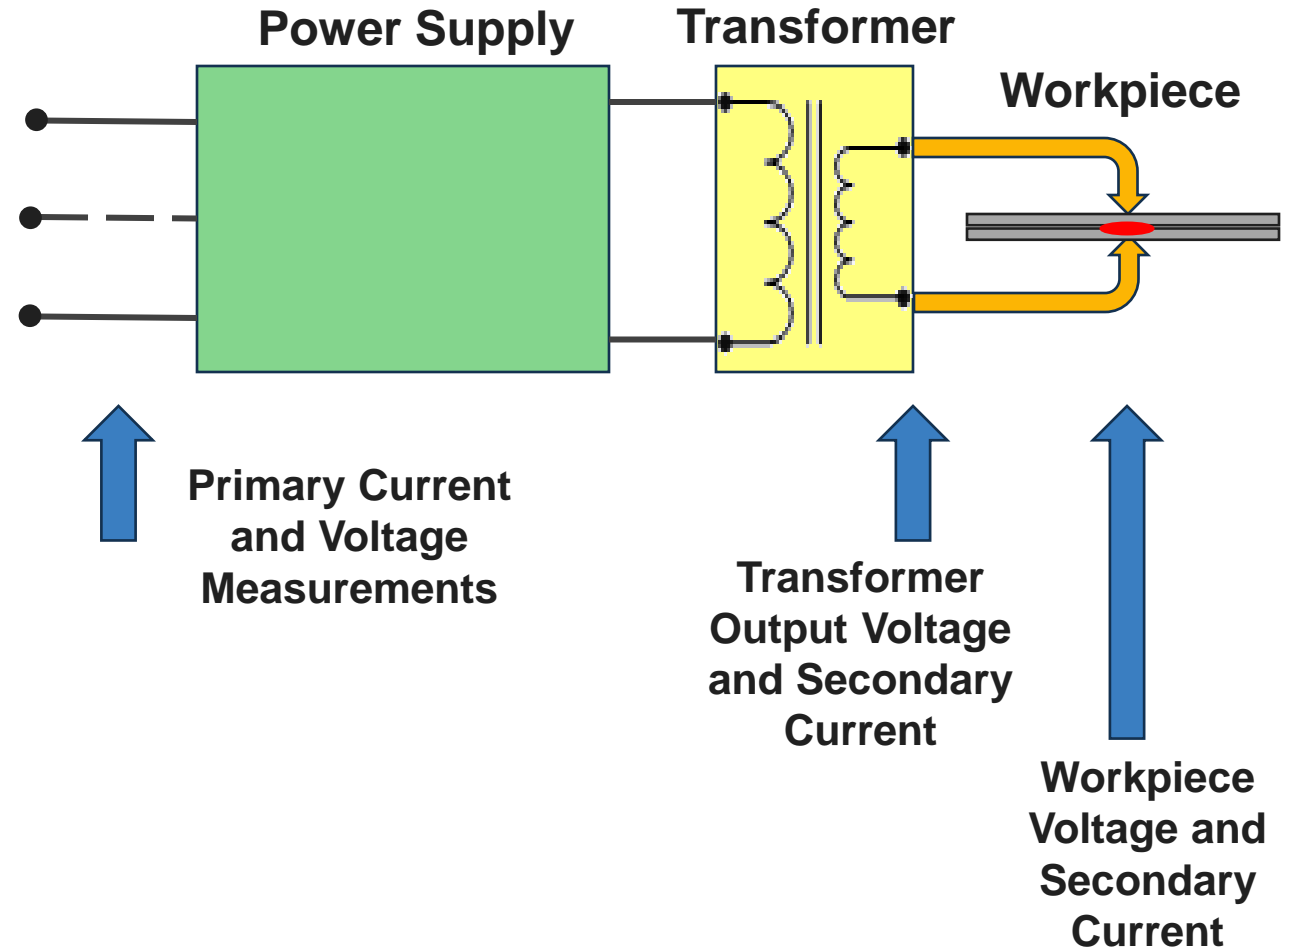 Power Supply
Transformer
Workpiece
Primary Current
and Voltage
Measurements
Transformer
Output Voltage
and Secondary
Current
Workpiece
Voltage and
Secondary
Current